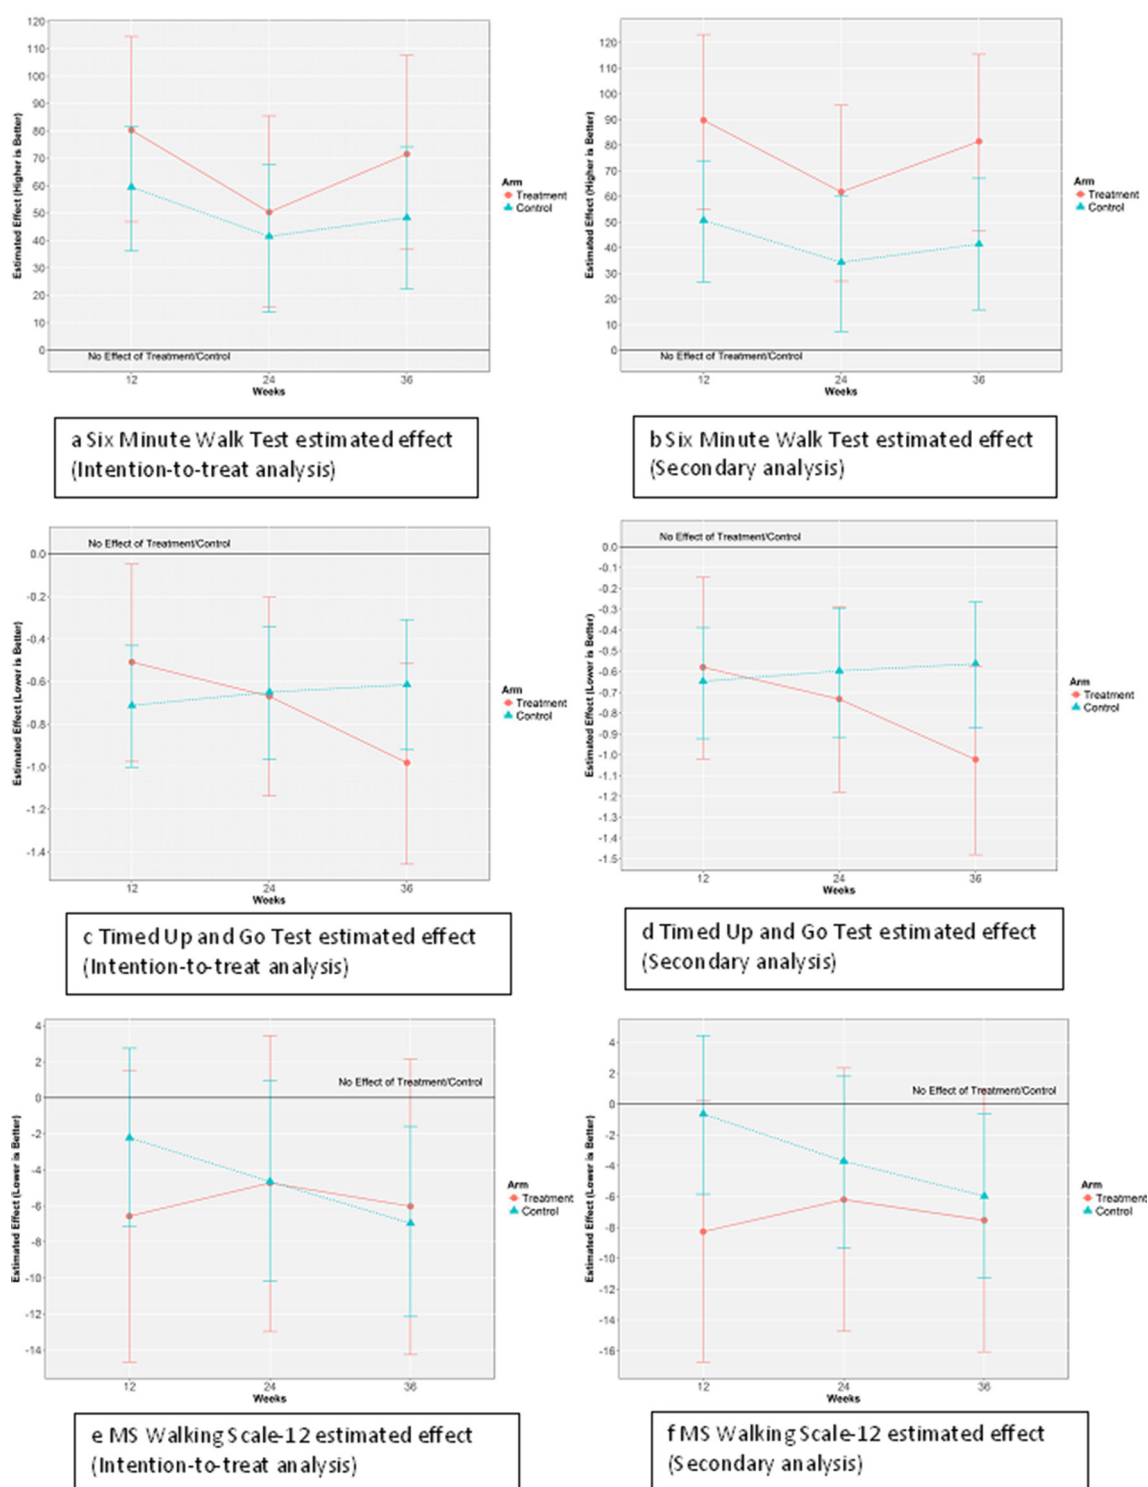 120
110
100
90
80
70
60
50
40
30
20
10
0
Estimated Effect (Higher is Better)
No Effect of Treatment/Control
12 24 36
Weeks
Arm
Treatment
Control
a Six Minute Walk Test estimated effect
(Intention-to-treat analysis)
120
110
100
90
80
70
60
50
40
30
20
10
0
Estimated Effect (Higher is Better)
No Effect of Treatment/Control
12 24 36
Weeks
Arm
Treatment
Control
b Six Minute Walk Test estimated effect
(Secondary analysis)
No Effect of Treatment/Control
0.0
-0.2
-0.4
-0.6
-0.8
-1.0
-1.2
-1.4
Estimated Effect (Lower is Better)
12 24 36
Weeks
Arm
Treatment
Control
c Timed Up and Go Test estimated effect
(Intention-to-treat analysis)
No Effect of Treatment/Control
0.0
-0.1
-0.2
-0.3
-0.4
-0.5
-0.6
-0.7
-0.8
-0.9
-1.0
-1.1
-1.2
-1.3
-1.4
-1.5
Estimated Effect (Lower is Better)
12 24 36
Weeks
Arm
Treatment
Control
d Timed Up and Go Test estimated effect
(Secondary analysis)
4
2
0
-2
-4
-6
-8
-10
-12
-14
Estimated Effect (Lower is Better)
No Effect of Treatment/Control
12 24 36
Weeks
Arm
Treatment
Control
e MS Walking Scale-12 estimated effect
(Intention-to-treat analysis)
4
2
0
-2
-4
-6
-8
-10
-12
-14
-16
Estimated Effect (Lower is Better)
No Effect of Treatment/Control
12 24 36
Weeks
Arm
Treatment
Control
f MS Walking Scale-12 estimated effect
(Secondary analysis)